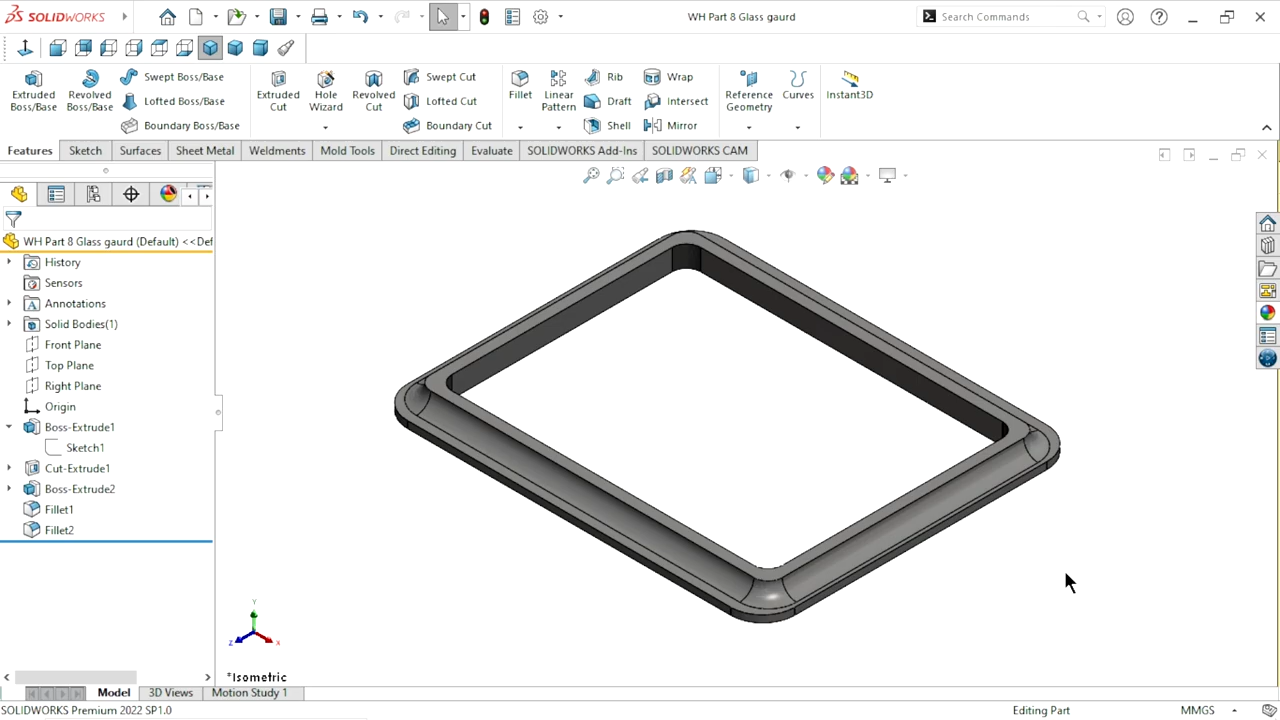 SOLIDWORKS
WH Part 8 Glass gaurd
Search Commands
Extruded Boss/Base
Revolved Boss/Base
Swept Boss/Base
Lofted Boss/Base
Boundary Boss/Base
Extruded Cut
Hole Wizard
Revolved Cut
Swept Cut
Lofted Cut
Boundary Cut
Fillet
Linear Pattern
Rib
Draft
Shell
Wrap
Intersect
Mirror
Reference Geometry
Curves
Instant3D
Features
Sketch
Surfaces
Sheet Metal
Weldments
Mold Tools
Direct Editing
Evaluate
SOLIDWORKS Add-Ins
SOLIDWORKS CAM
WH Part 8 Glass gaurd (Default) <<Def
History
Sensors
Annotations
Solid Bodies(1)
Front Plane
Top Plane
Right Plane
Origin
Boss-Extrude1
Sketch1
Cut-Extrude1
Boss-Extrude2
Fillet1
Fillet2
Y
Z
X
*Isometric
Model
3D Views
Motion Study 1
SOLIDWORKS Premium 2022 SP1.0
Editing Part
MMGS